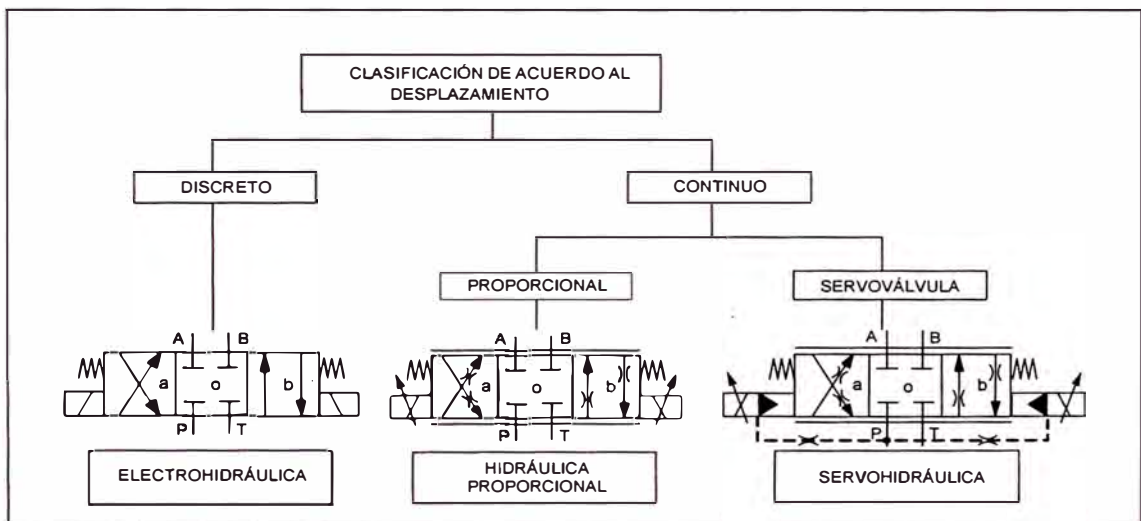 CLASIFICACIÓN DE ACUERDO AL
DESPLAZAMIENTO
DISCRETO
CONTINUO
PROPORCIONAL
SERVOVÁLVULA
A B
a o b
P T
A B
a o b
P T
A B
a o b
P T
ELECTROHIDRÁULICA
HIDRÁULICA
PROPORCIONAL
SERVOHIDRÁULICA